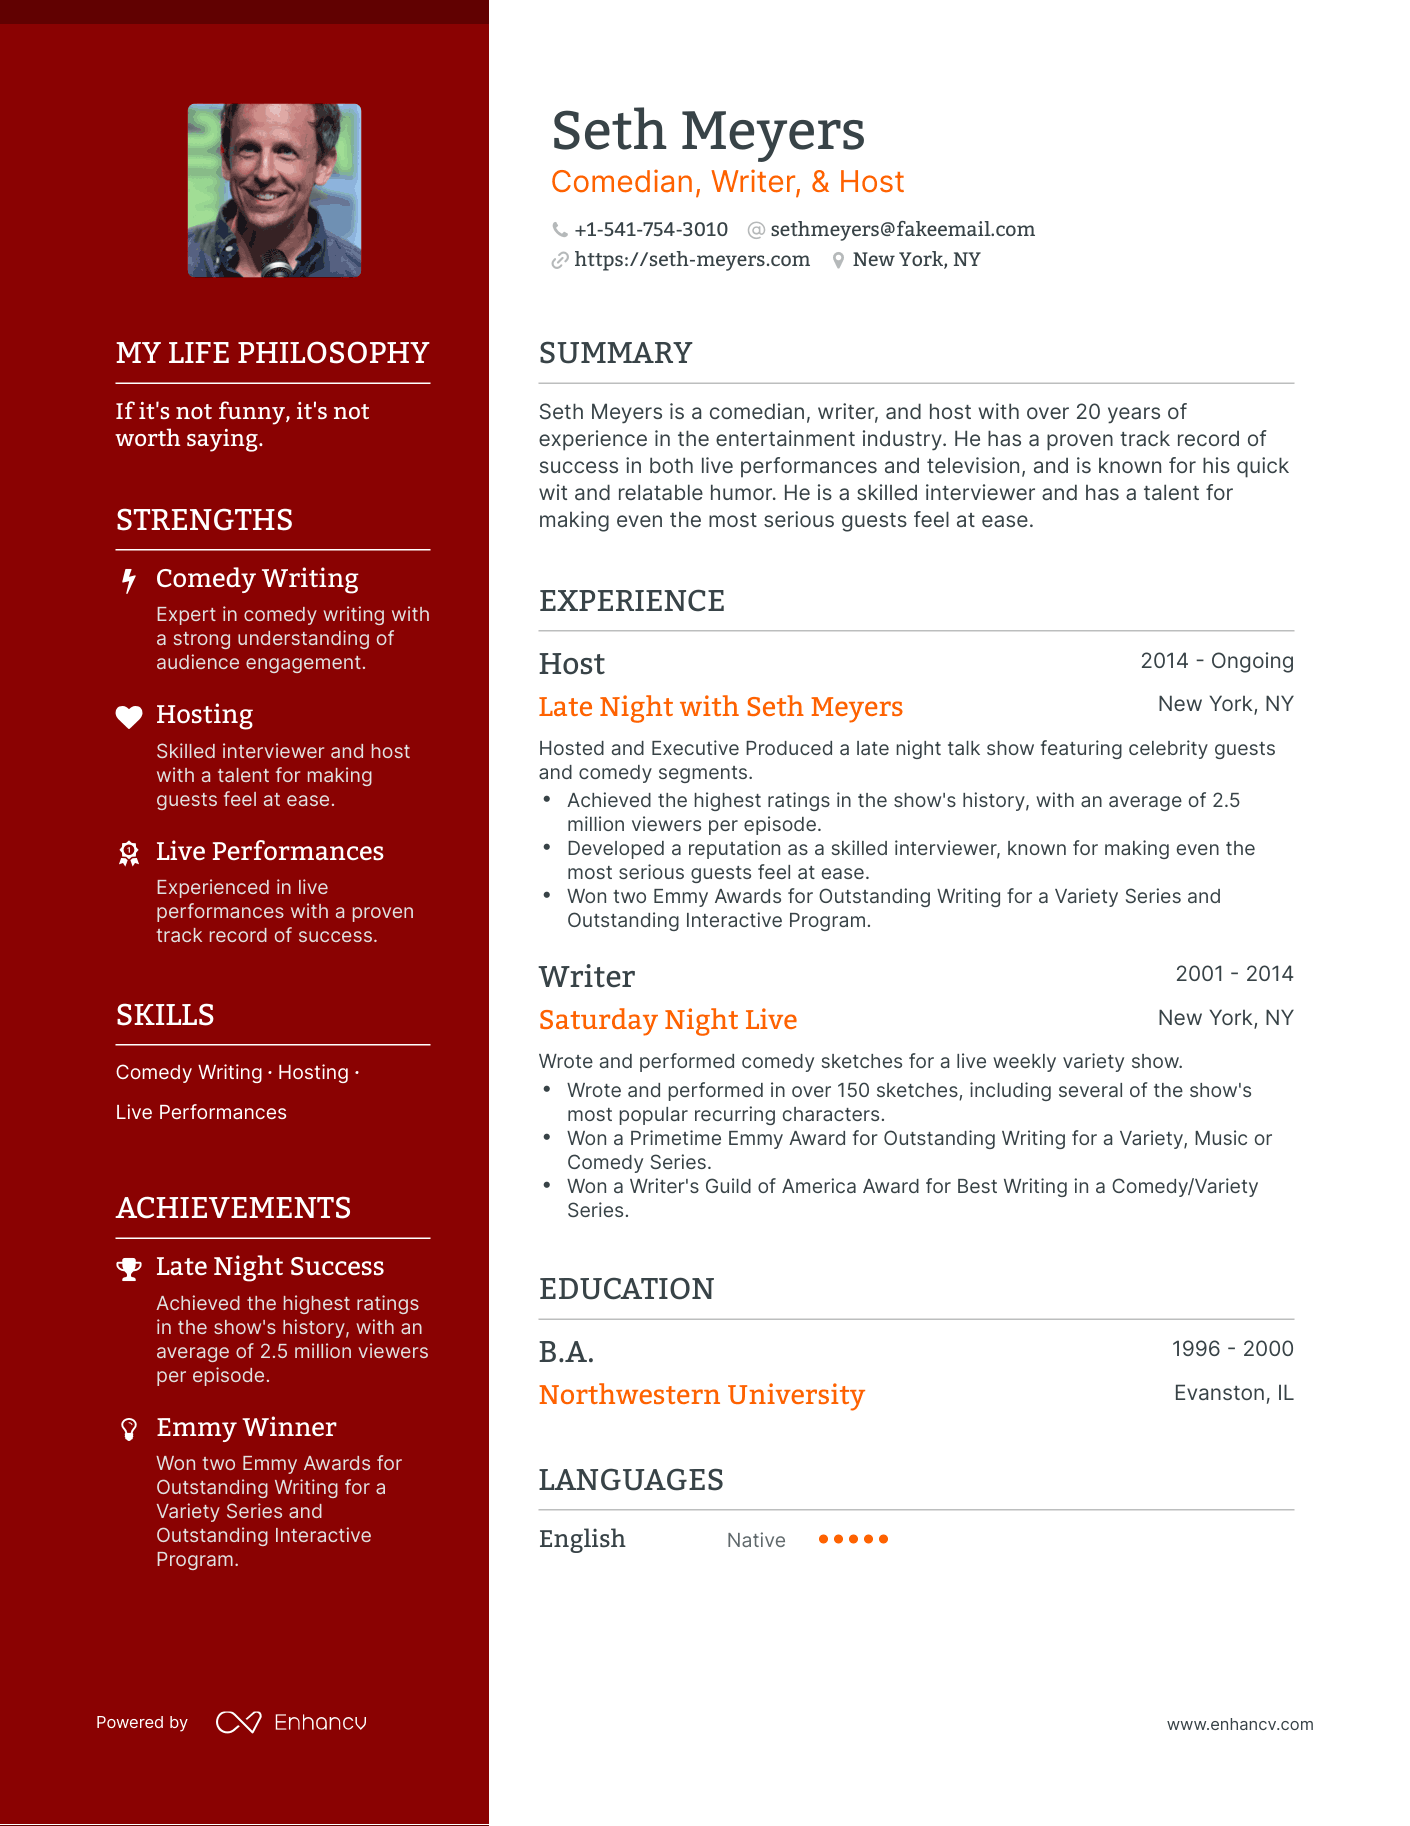 Seth Meyers
Comedian, Writer, & Host
+1-541-754-3010 @ sethmeyers@fakeemail.com
https://seth-meyers.com New York, NY
MY LIFE PHILOSOPHY
If it's not funny, it's not
worth saying.
STRENGTHS
Comedy Writing
Expert in comedy writing with
a strong understanding of
audience engagement.
Hosting
Skilled interviewer and host
with a talent for making
guests feel at ease.
Live Performances
Experienced in live
performances with a proven
track record of success.
SKILLS
Comedy Writing · Hosting ·
Live Performances
ACHIEVEMENTS
Late Night Success
Achieved the highest ratings
in the show's history, with an
average of 2.5 million viewers
per episode.
Emmy Winner
Won two Emmy Awards for
Outstanding Writing for a
Variety Series and
Outstanding Interactive
Program.
SUMMARY
Seth Meyers is a comedian, writer, and host with over 20 years of
experience in the entertainment industry. He has a proven track record of
success in both live performances and television, and is known for his quick
wit and relatable humor. He is a skilled interviewer and has a talent for
making even the most serious guests feel at ease.
EXPERIENCE
Host 2014 - Ongoing
Late Night with Seth Meyers New York, NY
Hosted and Executive Produced a late night talk show featuring celebrity guests
and comedy segments.
• Achieved the highest ratings in the show's history, with an average of 2.5
million viewers per episode.
• Developed a reputation as a skilled interviewer, known for making even the
most serious guests feel at ease.
• Won two Emmy Awards for Outstanding Writing for a Variety Series and
Outstanding Interactive Program.
Writer 2001 - 2014
Saturday Night Live New York, NY
Wrote and performed comedy sketches for a live weekly variety show.
• Wrote and performed in over 150 sketches, including several of the show's
most popular recurring characters.
• Won a Primetime Emmy Award for Outstanding Writing for a Variety, Music or
Comedy Series.
• Won a Writer's Guild of America Award for Best Writing in a Comedy/Variety
Series.
EDUCATION
B.A. 1996 - 2000
Northwestern University Evanston, IL
LANGUAGES
English Native
Powered by Enhancv
www.enhancv.com